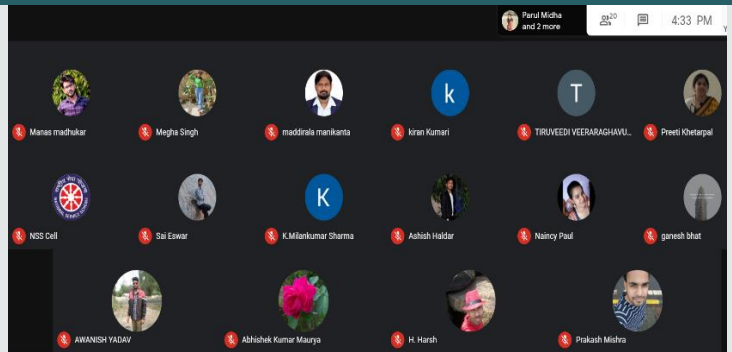 Parul Midha
and 2 more
20
4:33 PM
Y
Manas madhukar
Megha Singh
maddirala manikanta
k
kiran Kumari
T
TIRUVEEDI VEERARAGHAVU...
Preeti Khetarpal
NSS Cell
Sai Eswar
K
K.Milankumar Sharma
Ashish Haldar
Naincy Paul
ganesh bhat
AWANISH YADAV
Abhishek Kumar Maurya
H. Harsh
Prakash Mishra